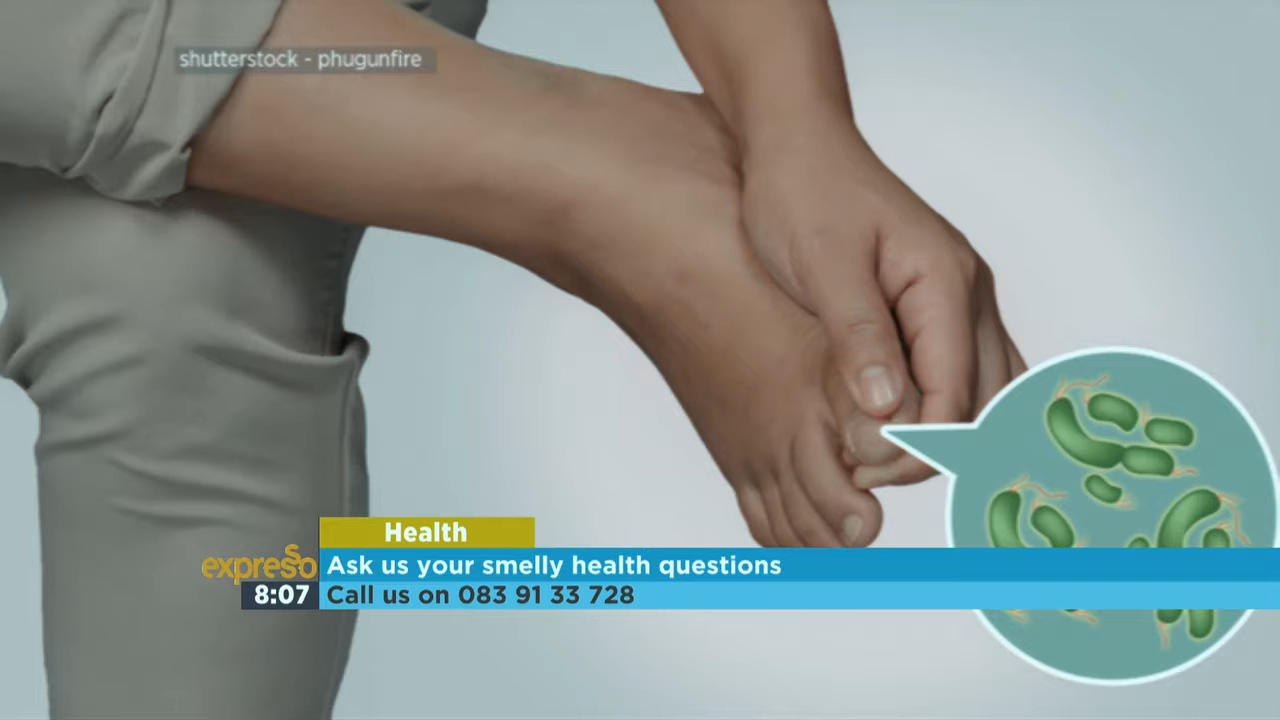 shutterstock - phugunfire
Health
expresso
Ask us your smelly health questions
8:07
Call us on 083 91 33 728